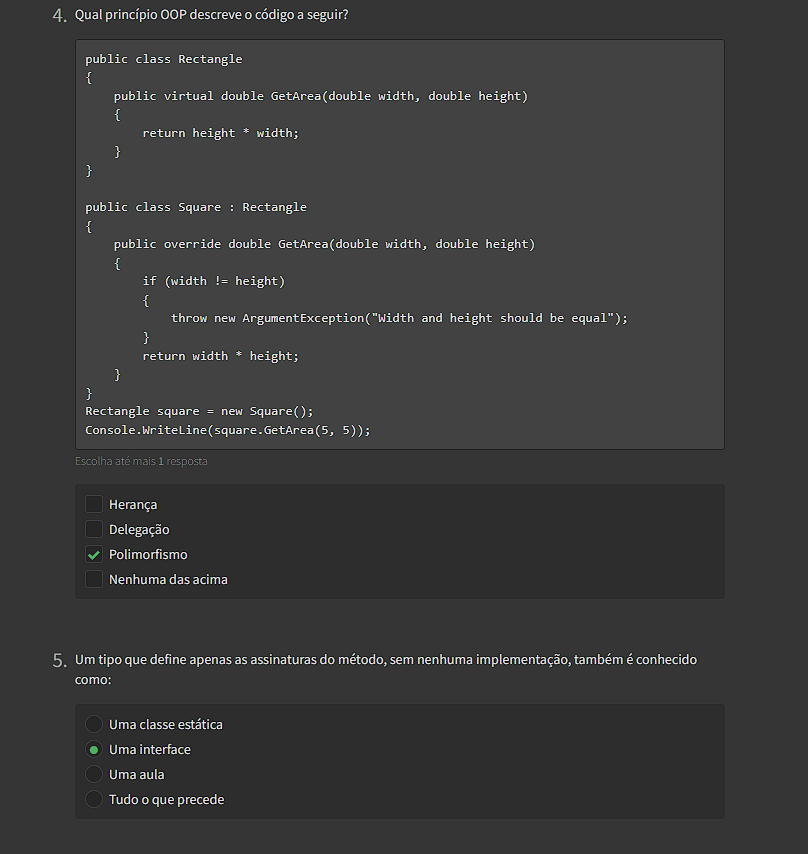 4. Qual princípio OOP descreve o código a seguir?
public class Rectangle
{
    public virtual double GetArea(double width, double height)
    {
        return height * width;
    }
}
public class Square : Rectangle
{
    public override double GetArea(double width, double height)
    {
        if (width != height)
        {
            throw new ArgumentException("Width and height should be equal");
        }
        return width * height;
    }
}
Rectangle square = new Square();
Console.WriteLine(square.GetArea(5, 5));
Escolha até mais 1 resposta
Herança
Delegação
Polimorfismo
Nenhuma das acima
5. Um tipo que define apenas as assinaturas do método, sem nenhuma implementação, também é conhecido
como:
Uma classe estática
Uma interface
Uma aula
Tudo o que precede